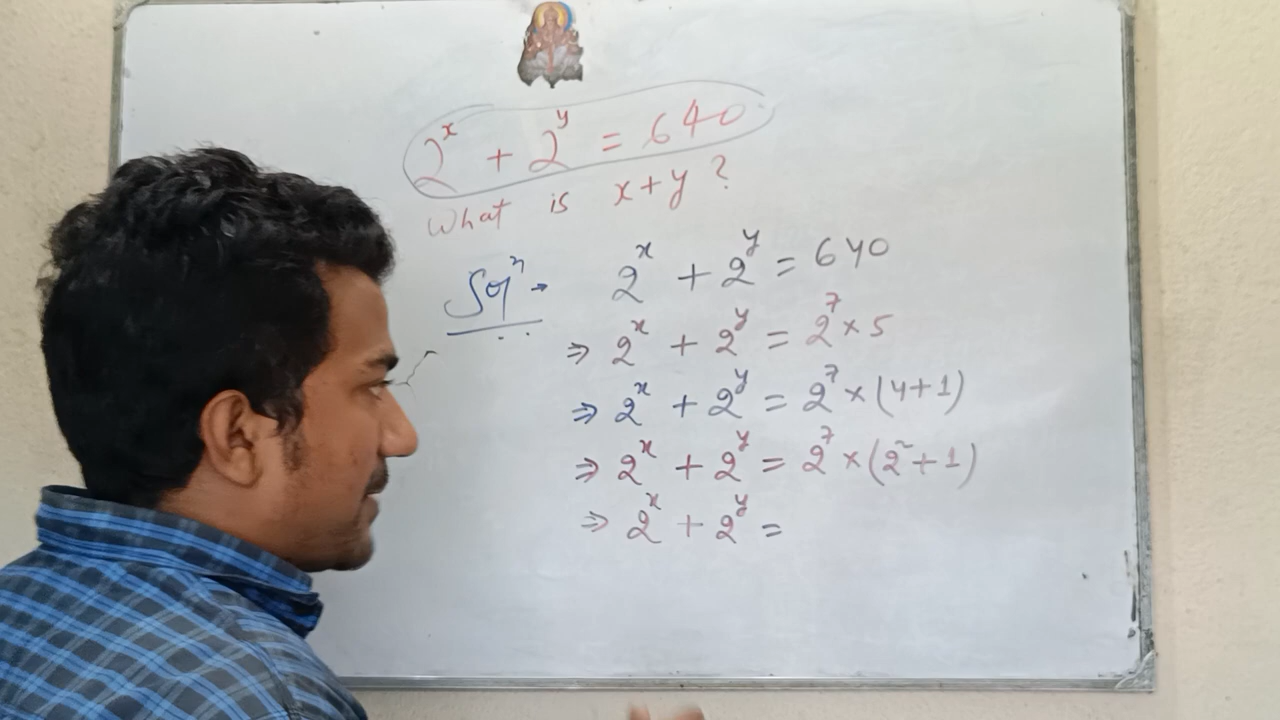 2^x + 2^y = 640
What is x+y ?
Solⁿ → 2^x + 2^y = 640
⇒ 2^x + 2^y = 2^7 × 5
⇒ 2^x + 2^y = 2^7 × (4+1)
⇒ 2^x + 2^y = 2^7 × (2^2 + 1)
⇒ 2^x + 2^y =